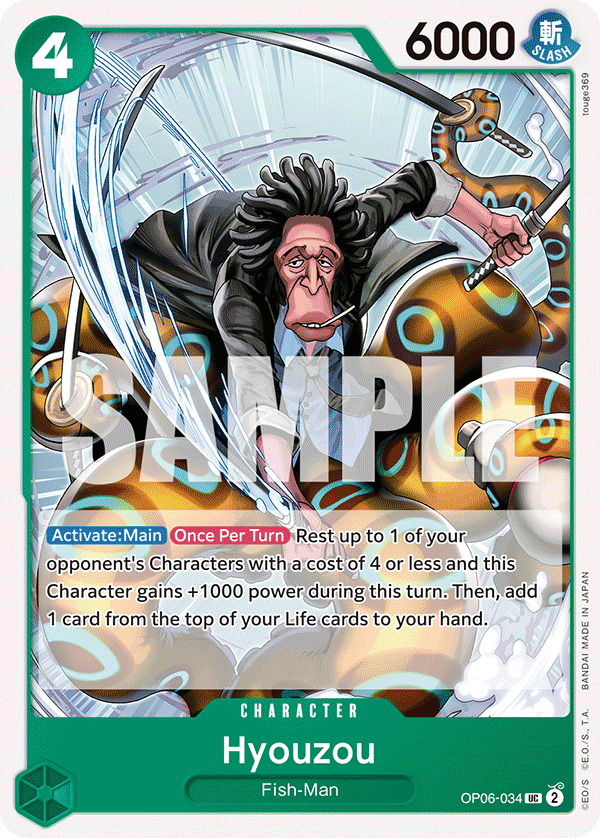 4
6000
斬
SLASH
touge369
SAMPLE
Activate:Main Once Per Turn Rest up to 1 of your
opponent's Characters with a cost of 4 or less and this
Character gains +1000 power during this turn. Then, add
1 card from the top of your Life cards to your hand.
CHARACTER
Hyouzou
Fish-Man
OP06-034 UC 2
©E.O/S ©E.O./S., T.A. BANDAI MADE IN JAPAN